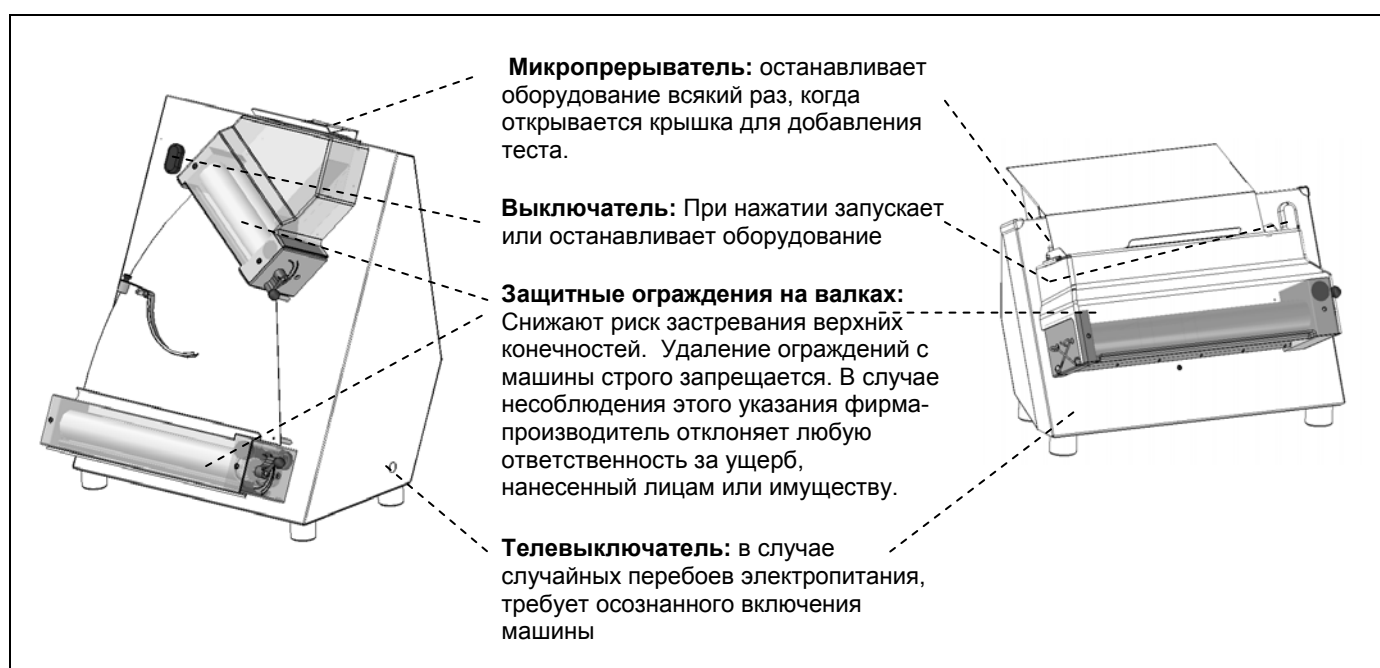 Микропрерыватель: останавливает
оборудование всякий раз, когда
открывается крышка для добавления
теста.
Выключатель: При нажатии запускает
или останавливает оборудование
Защитные ограждения на валках:
Снижают риск застревания верхних
конечностей. Удаление ограждений с
машины строго запрещается. В случае
несоблюдения этого указания фирма-
производитель отклоняет любую
ответственность за ущерб,
нанесенный лицам или имуществу.
Телевыключатель: в случае
случайных перебоев электропитания,
требует осознанного включения
машины